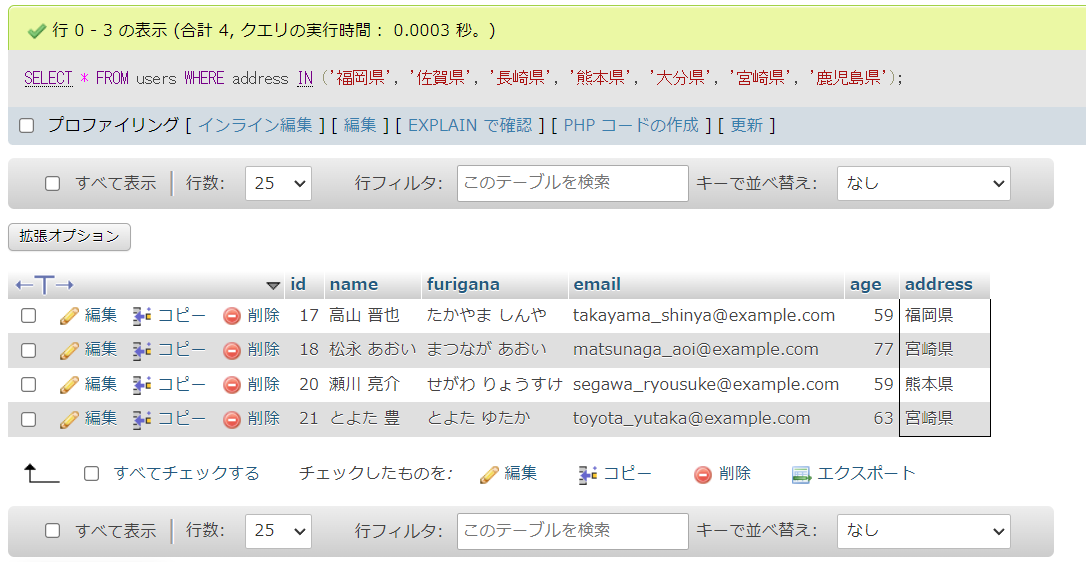 行 0 - 3 の表示 (合計 4, クエリの実行時間： 0.0003 秒。)
SELECT * FROM users WHERE address IN ('福岡県', '佐賀県', '長崎県', '熊本県', '大分県', '宮崎県', '鹿児島県');
プロファイリング [ インライン編集 ] [ 編集 ] [ EXPLAIN で確認 ] [ PHP コードの作成 ] [ 更新 ]
すべて表示 行数: 25 行フィルタ: このテーブルを検索 キーで並べ替え: なし
拡張オプション
id name furigana email age address
編集 コピー 削除 17 高山 晋也 たかやま しんや takayama_shinya@example.com 59 福岡県
編集 コピー 削除 18 松永 あおい まつなが あおい matsunaga_aoi@example.com 77 宮崎県
編集 コピー 削除 20 瀬川 亮介 せがわ りょうすけ segawa_ryousuke@example.com 59 熊本県
編集 コピー 削除 21 とよた 豊 とよた ゆたか toyota_yutaka@example.com 63 宮崎県
すべてチェックする チェックしたものを: 編集 コピー 削除 エクスポート
すべて表示 行数: 25 行フィルタ: このテーブルを検索 キーで並べ替え: なし